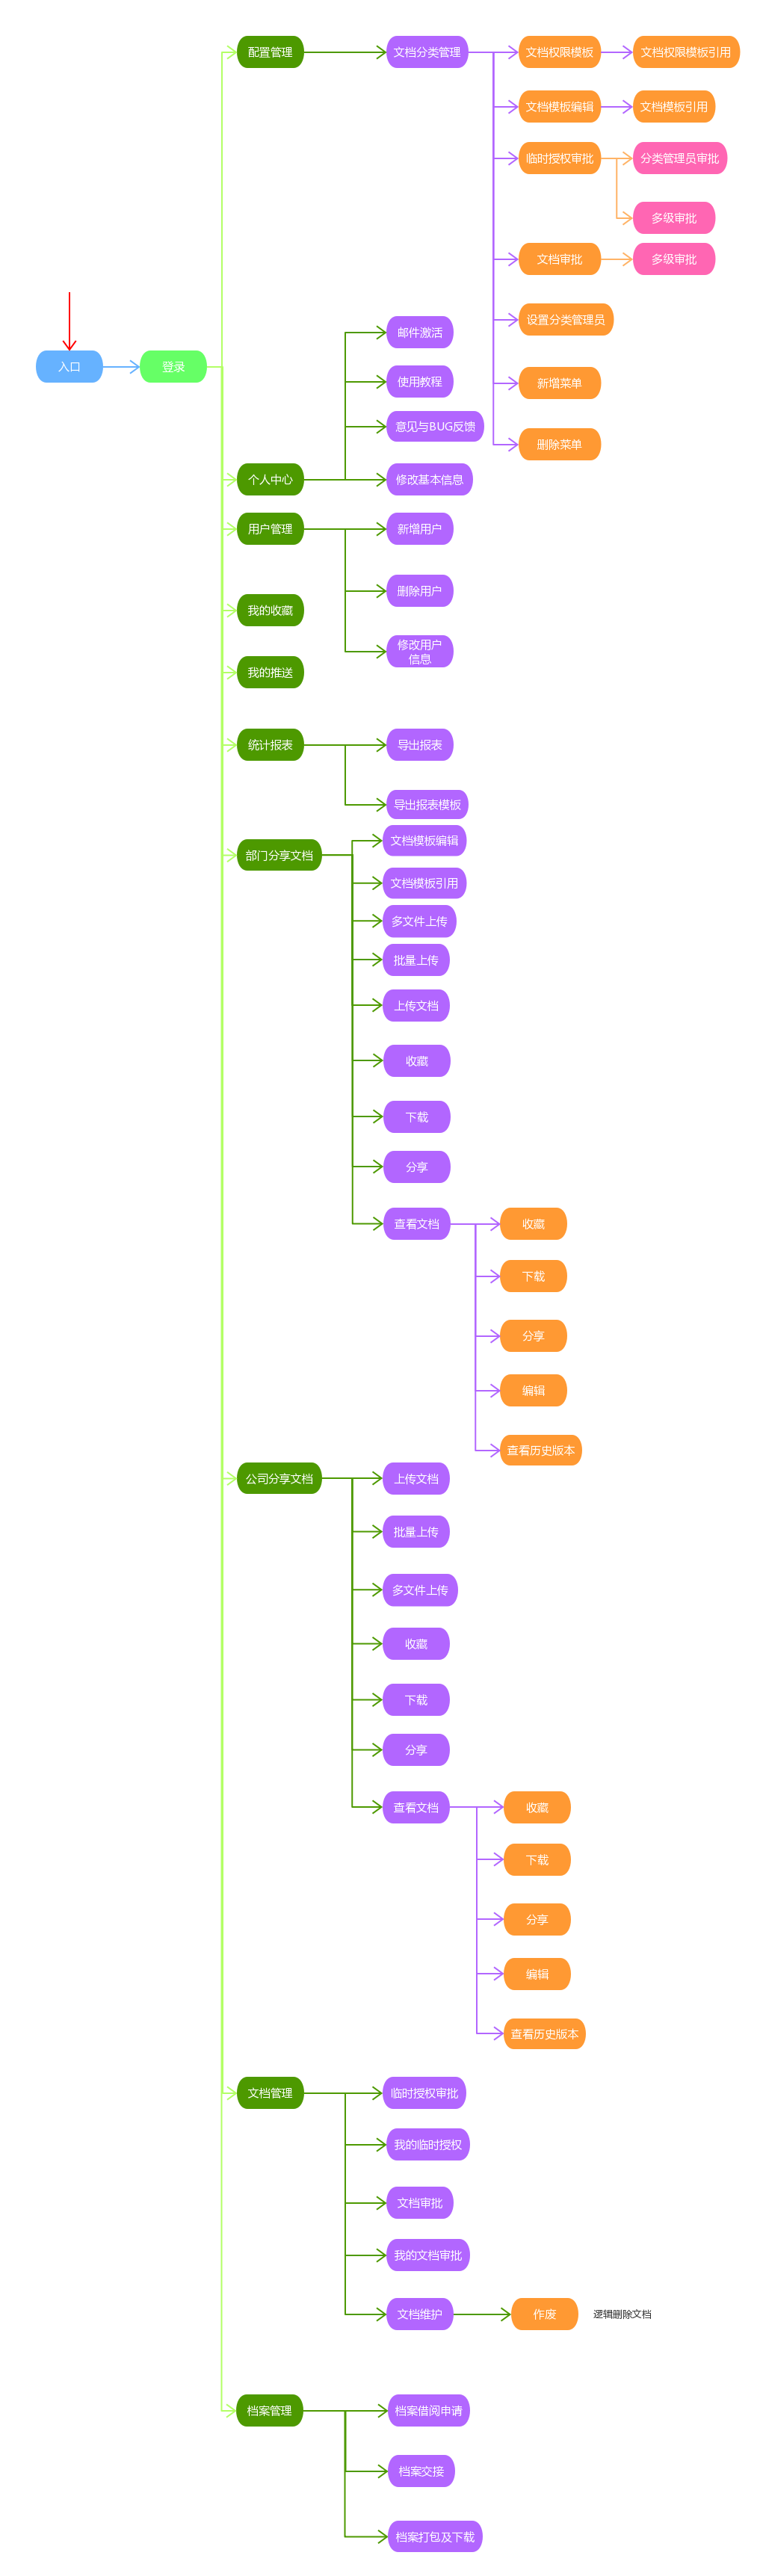 入口
登录
配置管理
文档分类管理
文档权限模板
文档权限模板引用
文档模板编辑
文档模板引用
临时授权审批
分类管理员审批
多级审批
文档审批
多级审批
设置分类管理员
新增菜单
删除菜单
个人中心
邮件激活
使用教程
意见与BUG反馈
修改基本信息
用户管理
新增用户
删除用户
修改用户
信息
我的收藏
我的推送
统计报表
导出报表
导出报表模板
部门分享文档
文档模板编辑
文档模板引用
多文件上传
批量上传
上传文档
收藏
下载
分享
查看文档
收藏
下载
分享
编辑
查看历史版本
公司分享文档
上传文档
批量上传
多文件上传
收藏
下载
分享
查看文档
收藏
下载
分享
编辑
查看历史版本
文档管理
临时授权审批
我的临时授权
文档审批
我的文档审批
文档维护
作废
逻辑删除文档
档案管理
档案借阅申请
档案交接
档案打包及下载